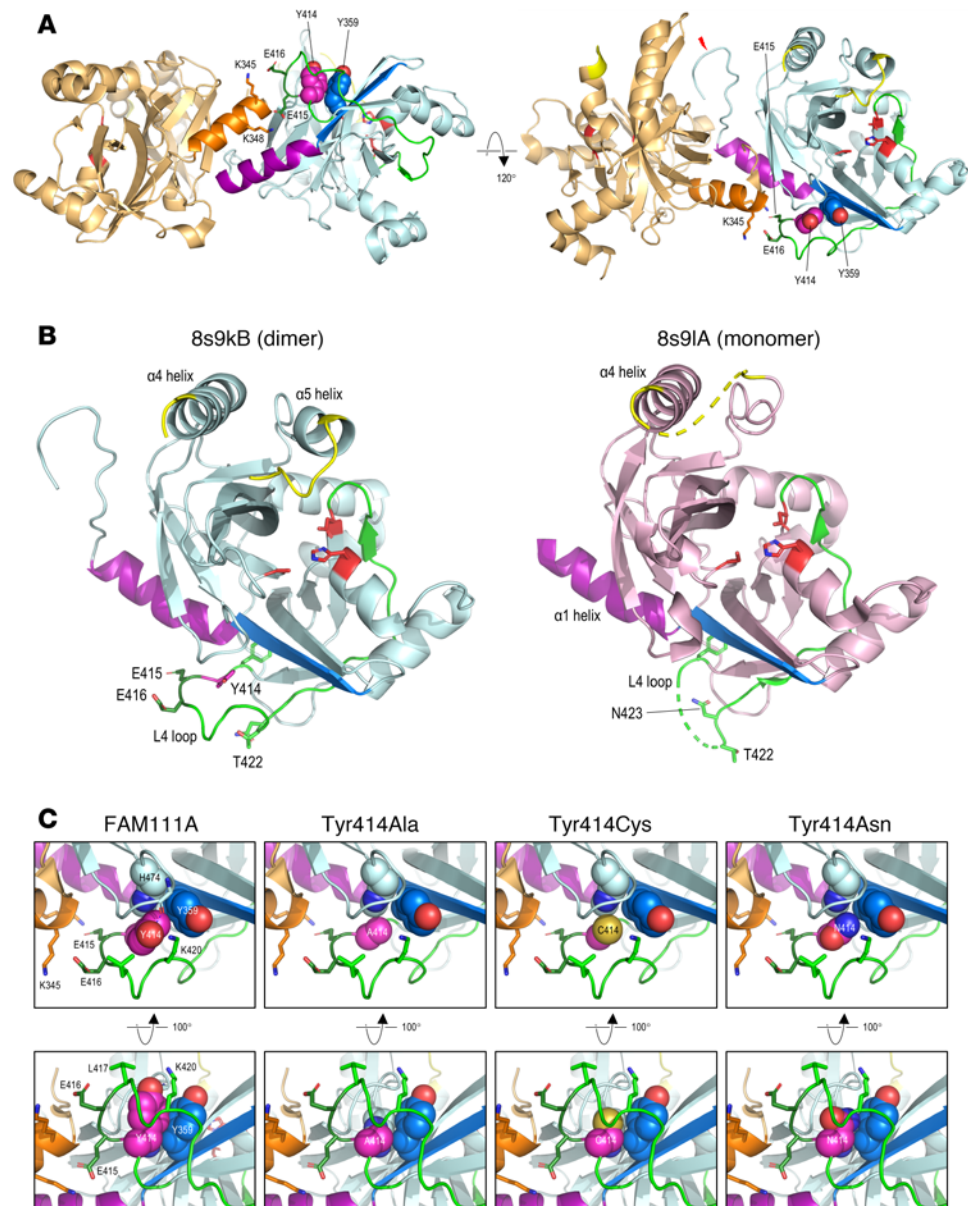 A
Y414
Y359
E416
K345
E415
K348
120°
E415
K345
E416
Y414
Y359
B
8s9kB (dimer)
8s9lA (monomer)
α4 helix
α5 helix
E415
Y414
E416
L4 loop
T422
α4 helix
α1 helix
L4 loop
N423
T422
C
FAM111A
Tyr414Ala
Tyr414Cys
Tyr414Asn
H474
Y359
Y414
E415
K420
E416
K345
A414
C414
N414
100°
100°
100°
100°
L417
K420
E416
Y414
Y359
E415
A414
C414
N414